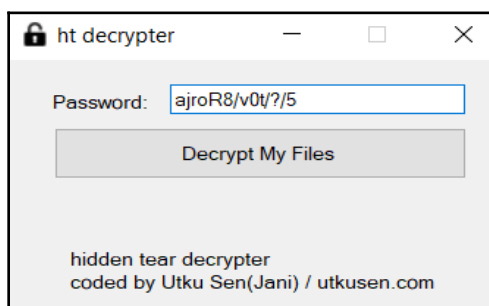 ht decrypter
Password: ajroR8/v0t/?/5
Decrypt My Files
hidden tear decrypter
coded by Utku Sen(Jani) / utkusen.com